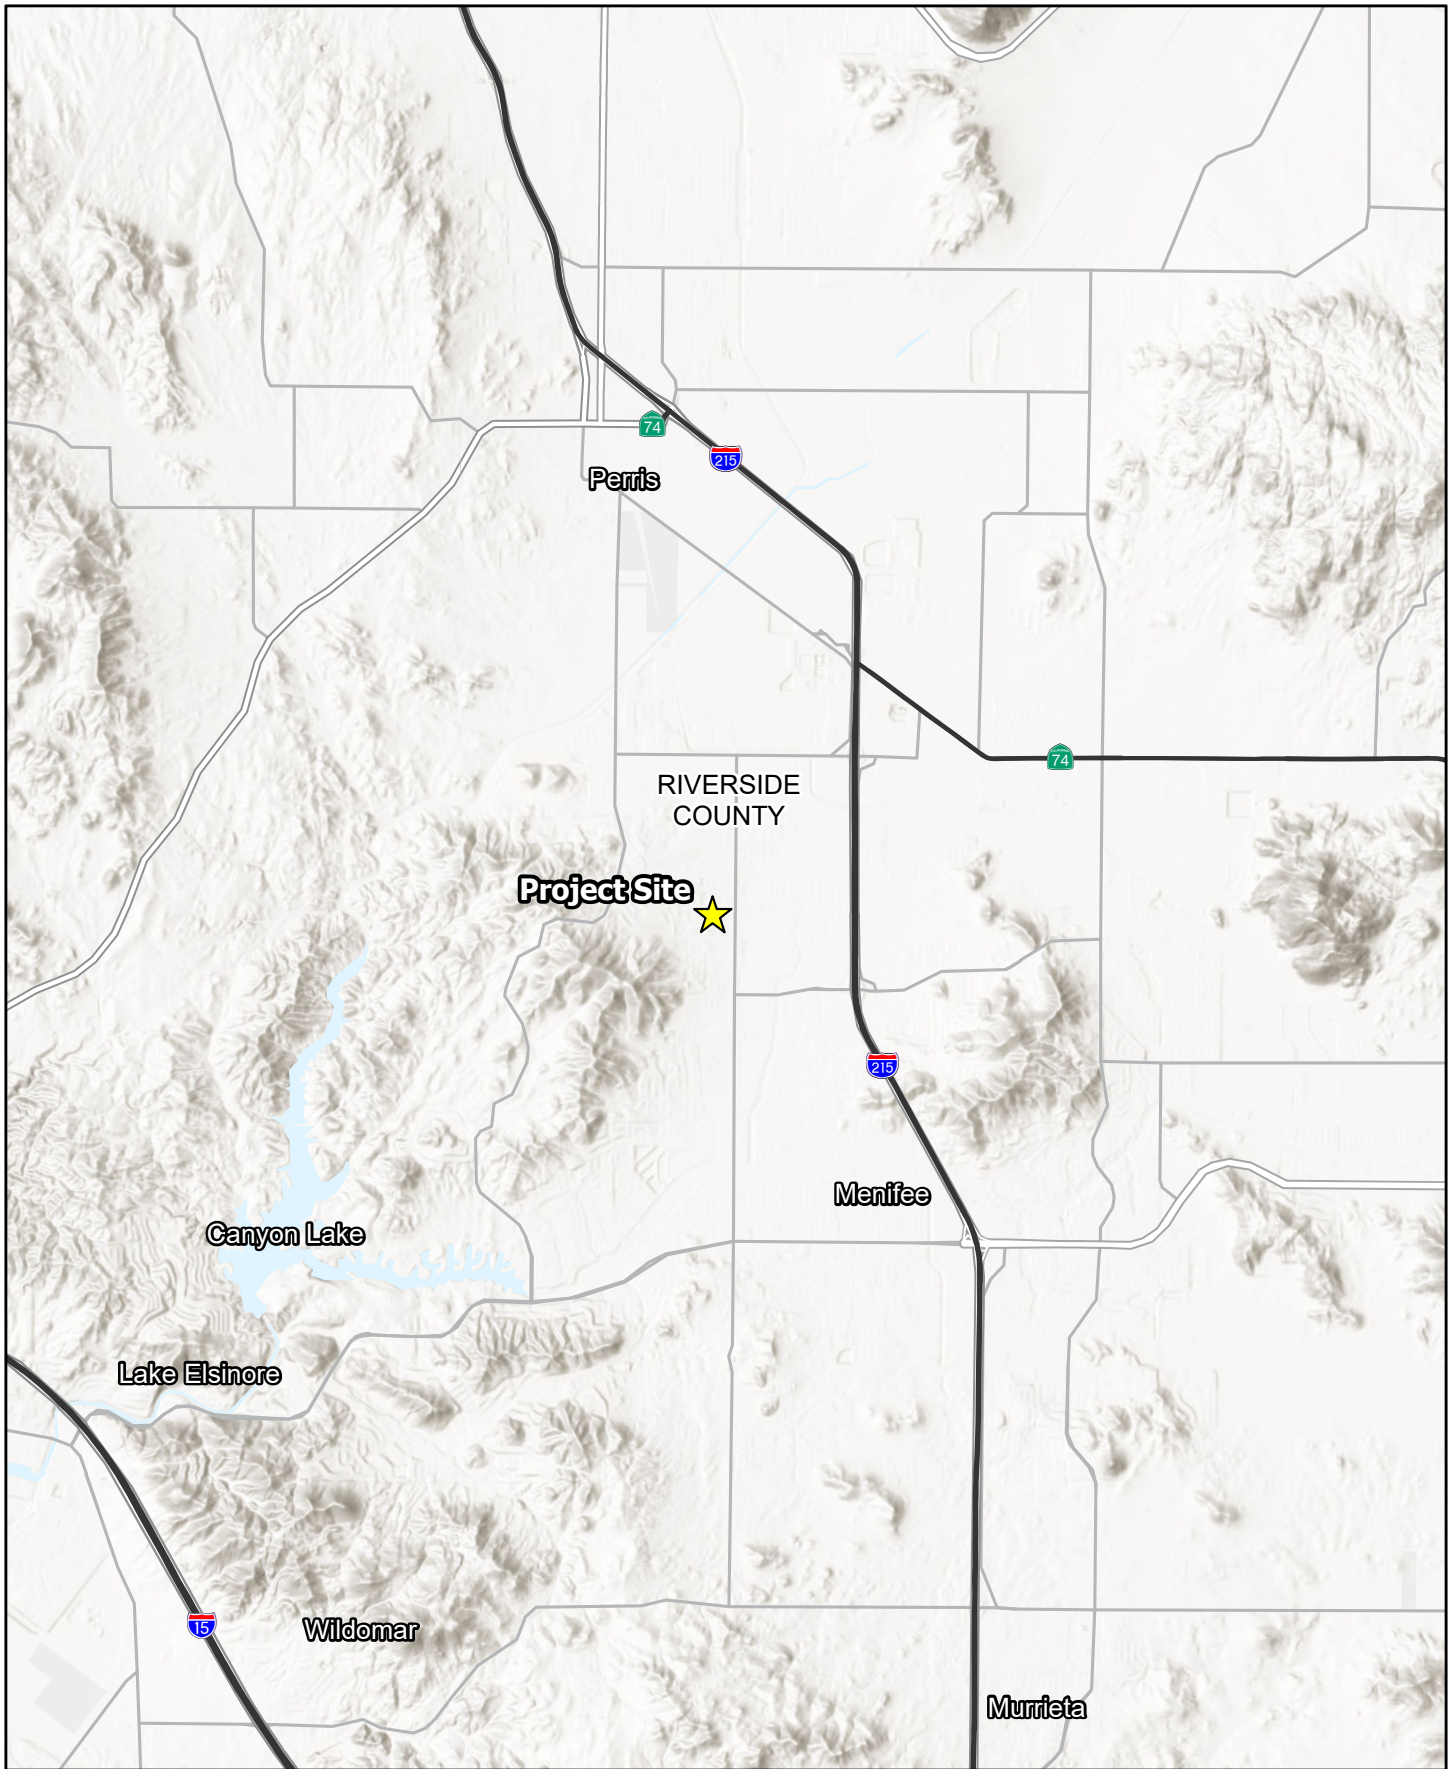 74
215
Perris
74
RIVERSIDE
COUNTY
Project Site
215
Menifee
Canyon Lake
Lake Elsinore
15
Wildomar
Murrieta